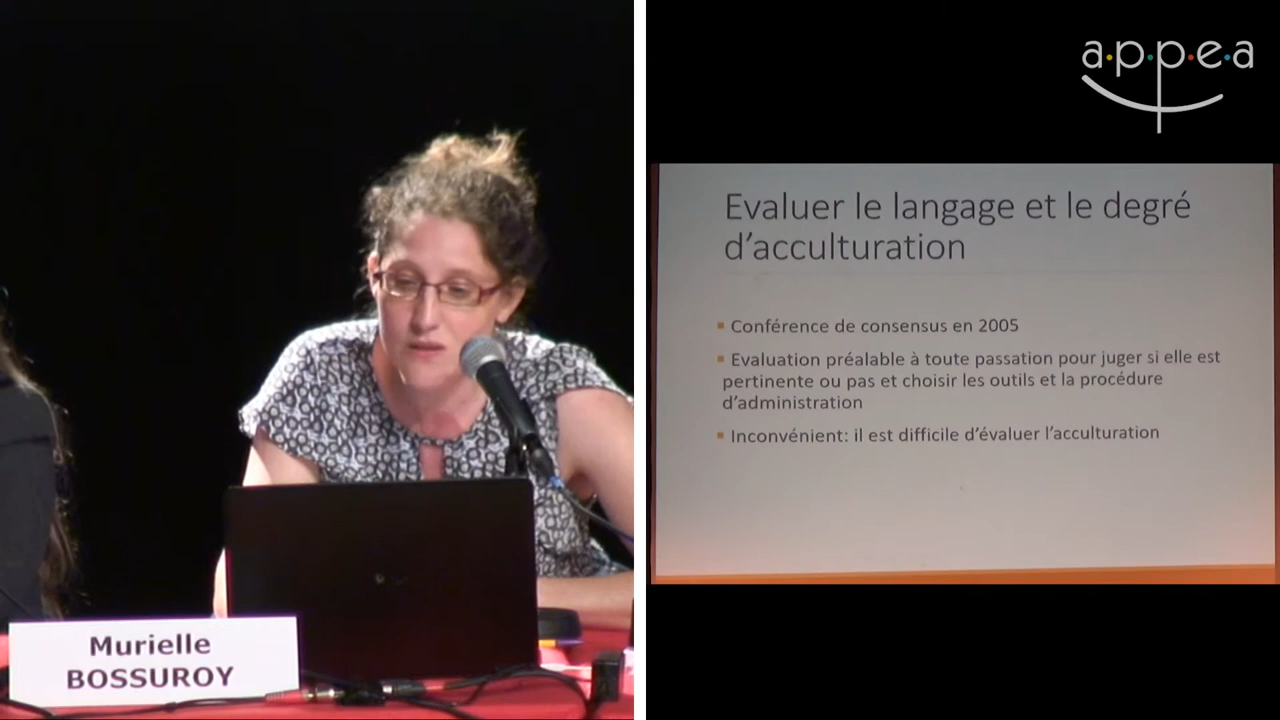 Murielle
BOSSUROY
a.p.p.e.a
Evaluer le langage et le degré
d'acculturation
Conférence de consensus en 2005
Evaluation préalable à toute passation pour juger si elle est
pertinente ou pas et choisir les outils et la procédure
d'administration
Inconvénient: il est difficile d'évaluer l'acculturation